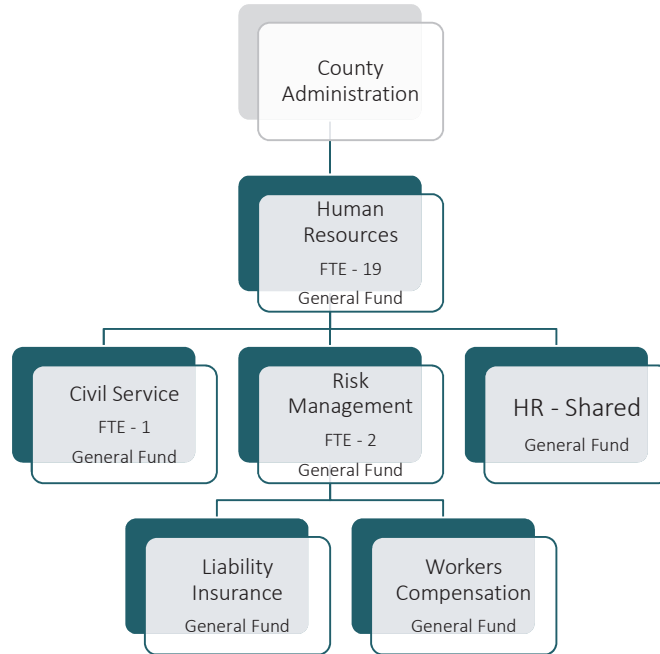 County
Administration
Human
Resources
FTE - 19
General Fund
Civil Service
FTE - 1
General Fund
Risk
Management
FTE - 2
General Fund
HR - Shared
General Fund
Liability
Insurance
General Fund
Workers
Compensation
General Fund